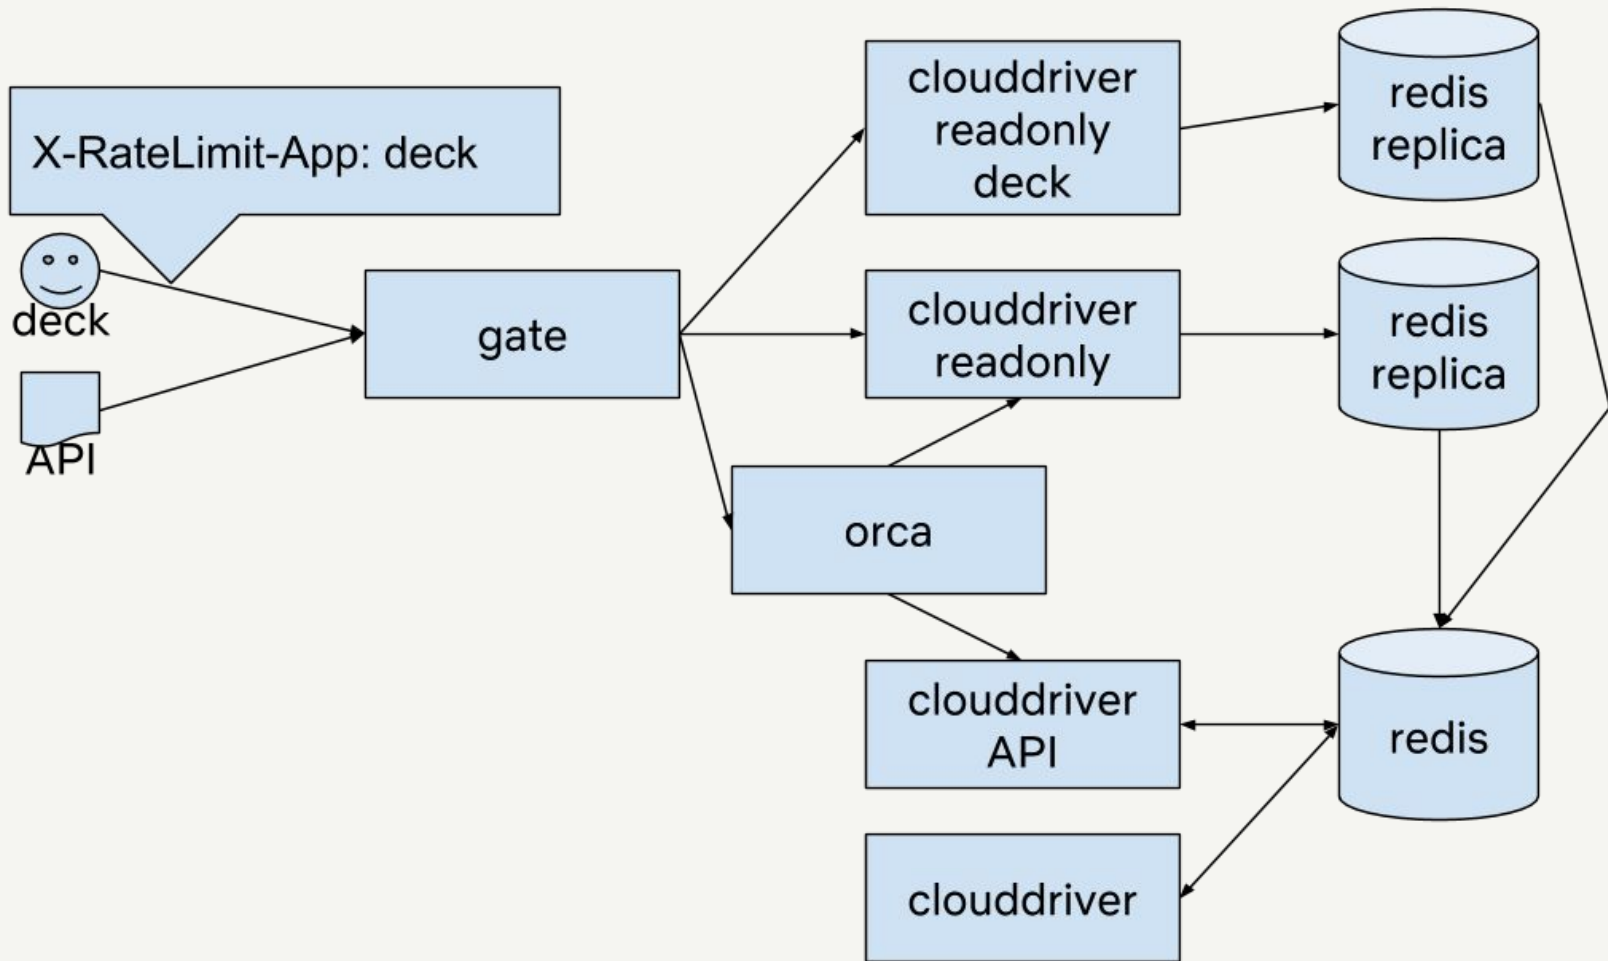 X-RateLimit-App: deck
deck
API
gate
clouddriver
readonly
deck
redis
replica
clouddriver
readonly
redis
replica
orca
clouddriver
API
redis
clouddriver